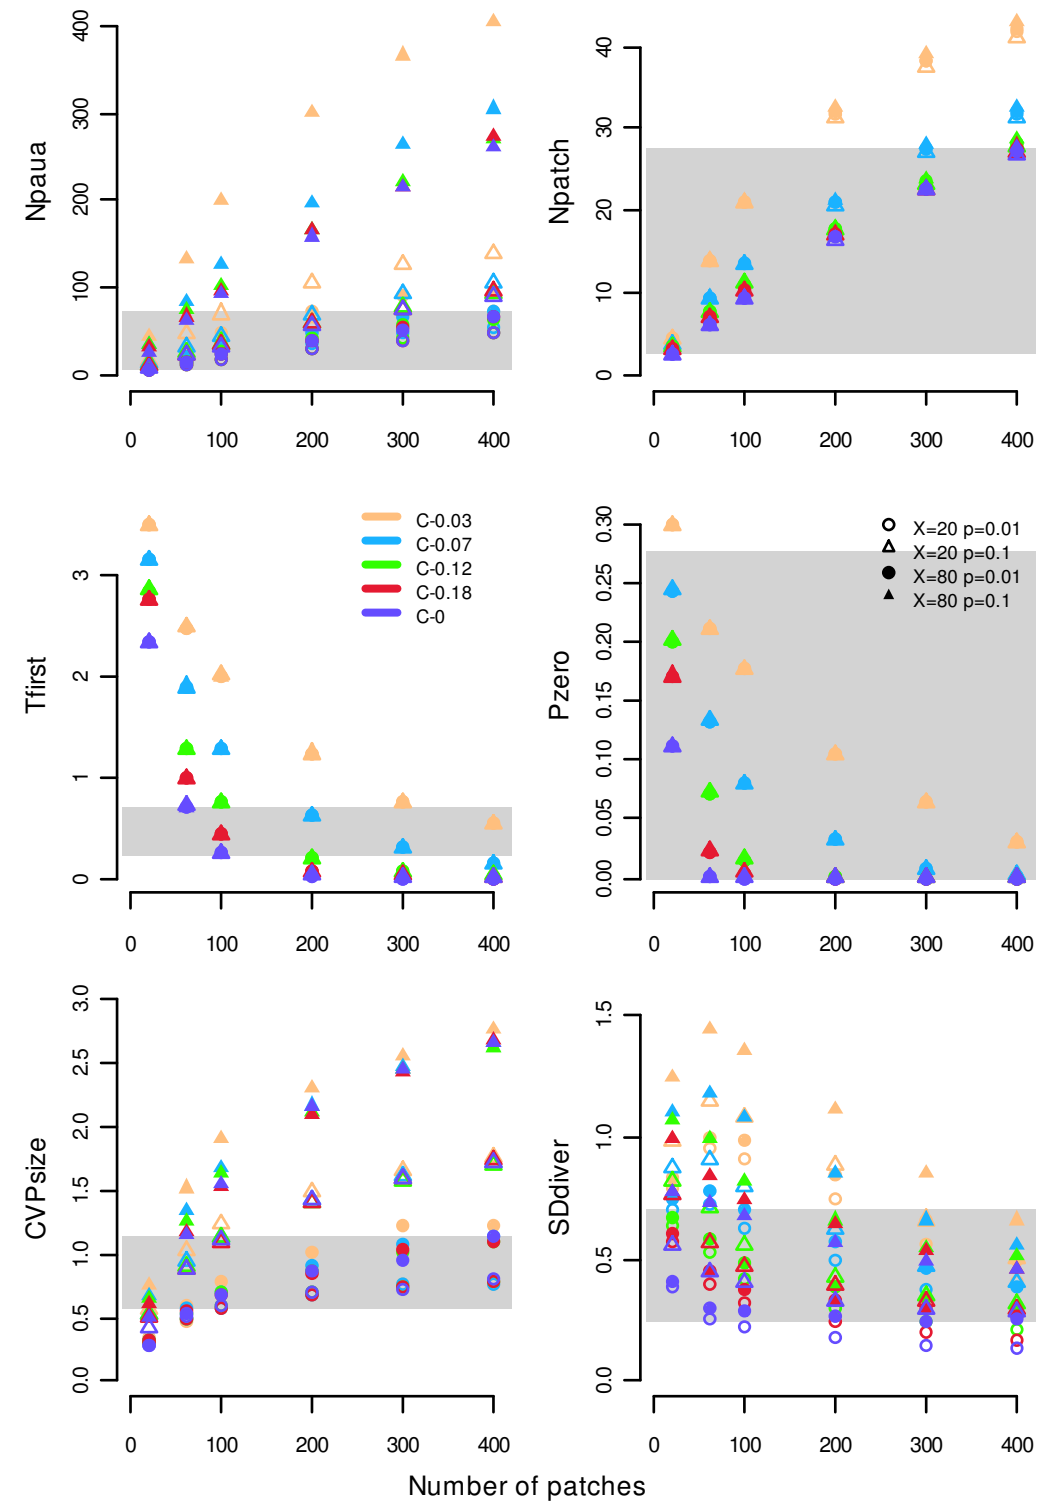 400
300
200
100
0
Npaua
0 100 200 300 400
40
30
20
10
0
Npatch
0 100 200 300 400
3
2
1
0
Tfirst
C-0.03
C-0.07
C-0.12
C-0.18
C-0
0 100 200 300 400
0.30
0.25
0.20
0.15
0.10
0.05
0.00
Pzero
X=20 p=0.01
X=20 p=0.1
X=80 p=0.01
X=80 p=0.1
0 100 200 300 400
3.0
2.5
2.0
1.5
1.0
0.5
0.0
CVPsize
0 100 200 300 400
1.5
1.0
0.5
0.0
SDdiver
0 100 200 300 400
Number of patches